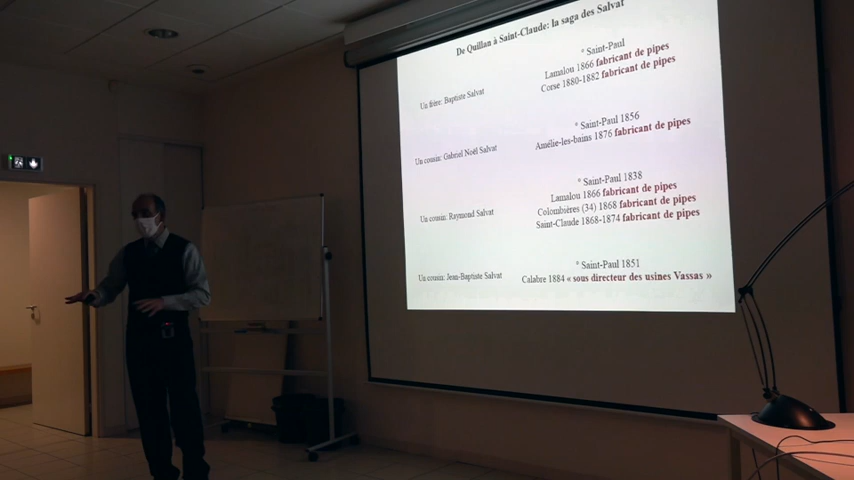 De Quillan à Saint-Claude: la saga des Salvat
Un frère: Baptiste Salvat
° Saint-Paul
Lamalou 1866 fabricant de pipes
Corse 1880-1882 fabricant de pipes
Un cousin: Gabriel Noël Salvat
° Saint-Paul 1856
Amélie-les-bains 1876 fabricant de pipes
Un cousin: Raymond Salvat
° Saint-Paul 1838
Lamalou 1866 fabricant de pipes
Colombières (34) 1868 fabricant de pipes
Saint-Claude 1868-1874 fabricant de pipes
Un cousin: Jean-Baptiste Salvat
° Saint-Paul 1851
Calabre 1884 « sous directeur des usines Vassas »